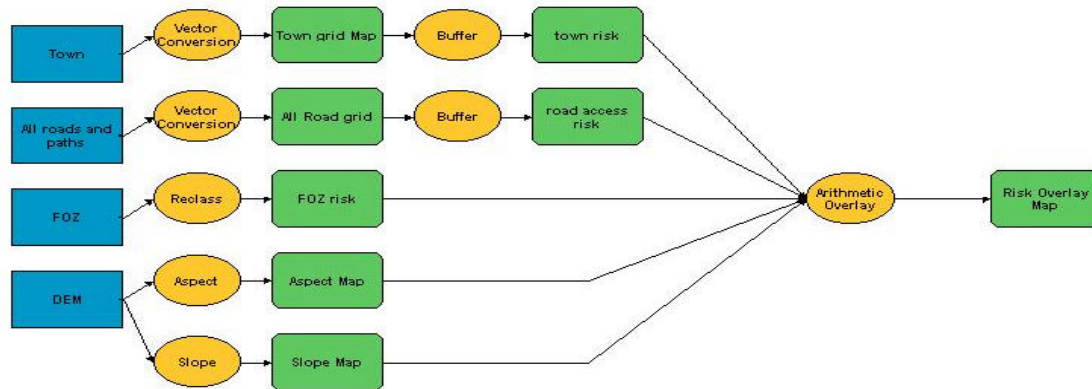 Town
Vector
Conversion
Town grid Map
Buffer
town risk
All roads and
paths
Vector
Conversion
All Road grid
Buffer
road access
risk
FOZ
Reclass
FOZ risk
Arithmetic
Overlay
Risk Overlay
Map
DEM
Aspect
Aspect Map
Slope
Slope Map